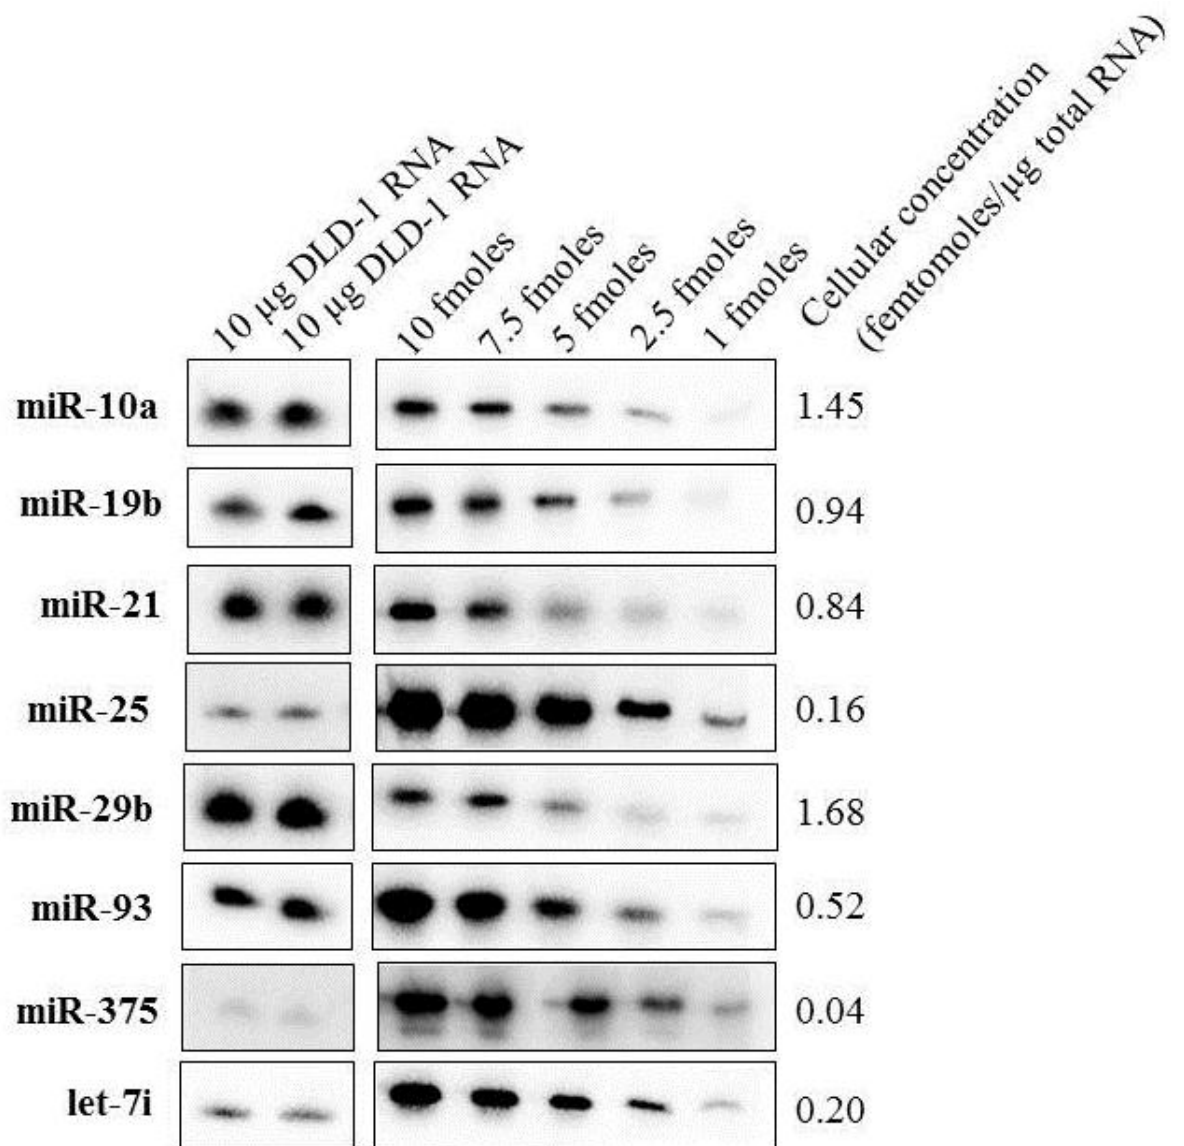 10 µg DLD-1 RNA
10 µg DLD-1 RNA
10 fmoles
7.5 fmoles
5 fmoles
2.5 fmoles
1 fmoles
Cellular concentration
(femtomoles/µg total RNA)
miR-10a 1.45
miR-19b 0.94
miR-21 0.84
miR-25 0.16
miR-29b 1.68
miR-93 0.52
miR-375 0.04
let-7i 0.20